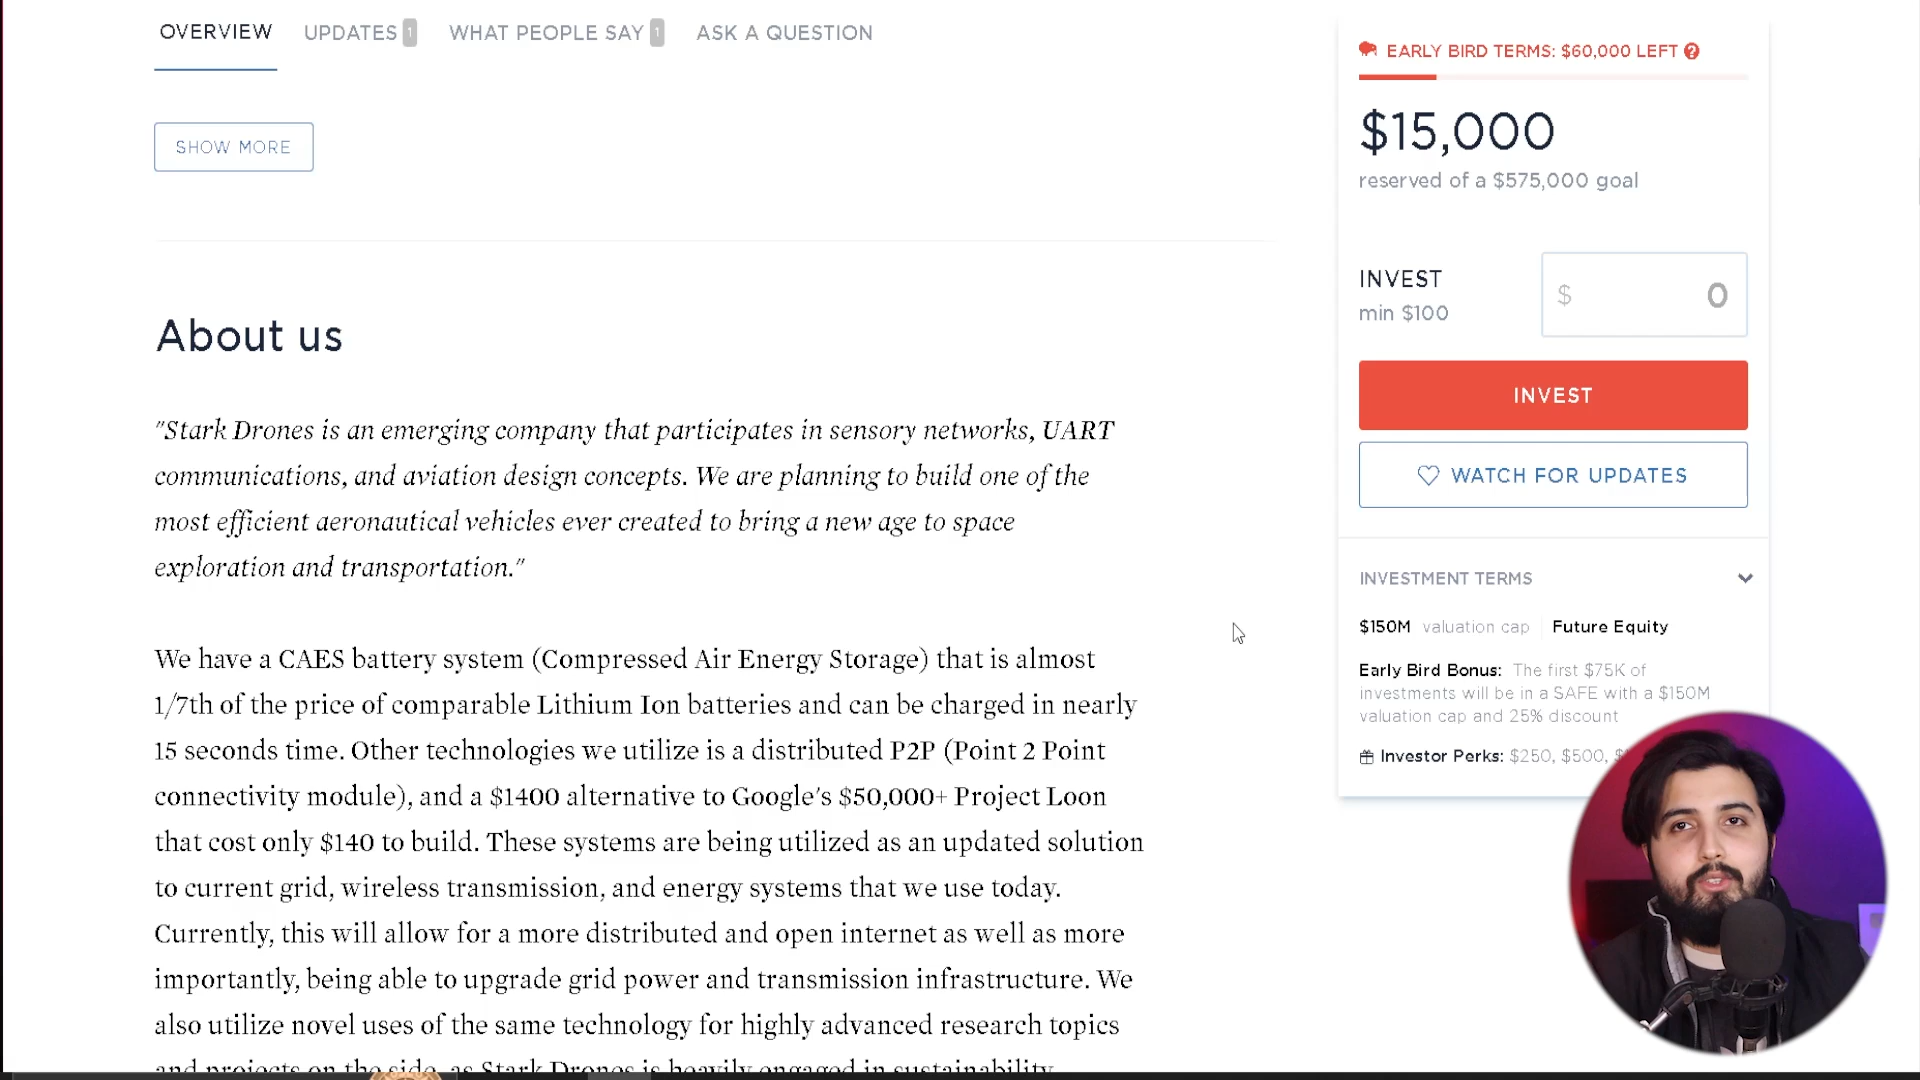 OVERVIEW
UPDATES 1
WHAT PEOPLE SAY 1
ASK A QUESTION
SHOW MORE
About us
"Stark Drones is an emerging company that participates in sensory networks, UART
communications, and aviation design concepts. We are planning to build one of the
most efficient aeronautical vehicles ever created to bring a new age to space
exploration and transportation."
We have a CAES battery system (Compressed Air Energy Storage) that is almost
1/7th of the price of comparable Lithium Ion batteries and can be charged in nearly
15 seconds time. Other technologies we utilize is a distributed P2P (Point 2 Point
connectivity module), and a $1400 alternative to Google's $50,000+ Project Loon
that cost only $140 to build. These systems are being utilized as an updated solution
to current grid, wireless transmission, and energy systems that we use today.
Currently, this will allow for a more distributed and open internet as well as more
importantly, being able to upgrade grid power and transmission infrastructure. We
also utilize novel uses of the same technology for highly advanced research topics
and projects on the side, as Stark Drones is heavily engaged in sustainability
EARLY BIRD TERMS: $60,000 LEFT ?
$15,000
reserved of a $575,000 goal
INVEST
min $100
$ 0
INVEST
WATCH FOR UPDATES
INVESTMENT TERMS
$150M valuation cap Future Equity
Early Bird Bonus: The first $75K of
investments will be in a SAFE with a $150M
valuation cap and 25% discount
Investor Perks: $250, $500,